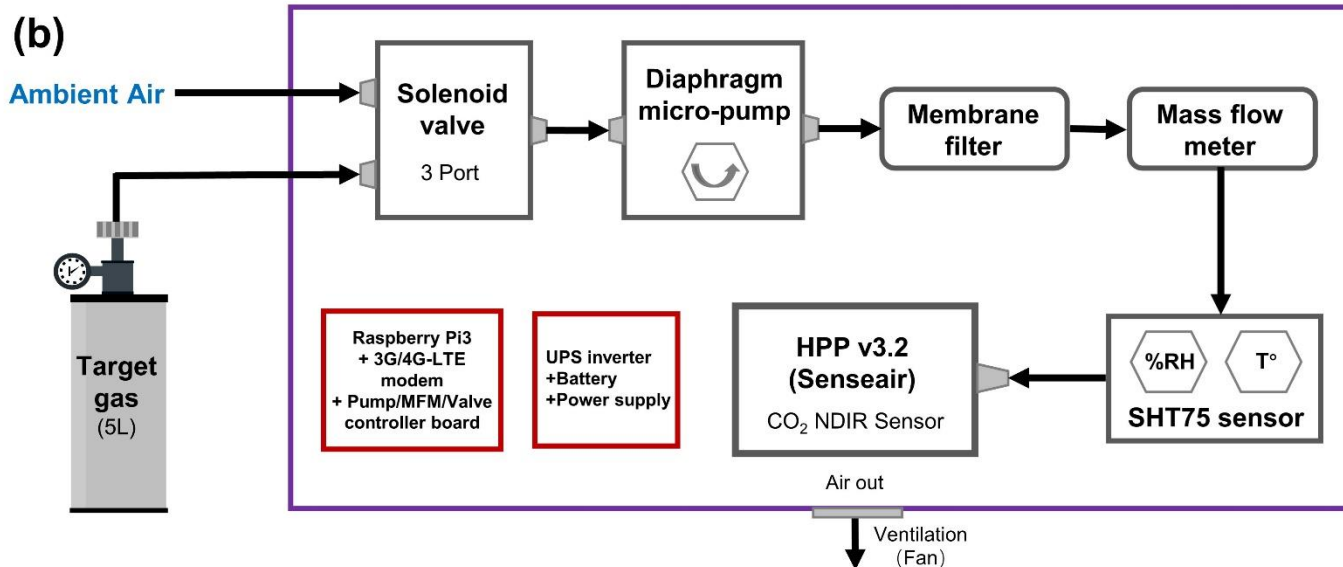 (b)
Ambient Air
Solenoid
valve
3 Port
Diaphragm
micro-pump
Membrane
filter
Mass flow
meter
Target
gas
(5L)
Raspberry Pi3
+ 3G/4G-LTE
modem
+ Pump/MFM/Valve
controller board
UPS inverter
+Battery
+Power supply
HPP v3.2
(Senseair)
CO₂ NDIR Sensor
%RH
T°
SHT75 sensor
Air out
Ventilation
(Fan)